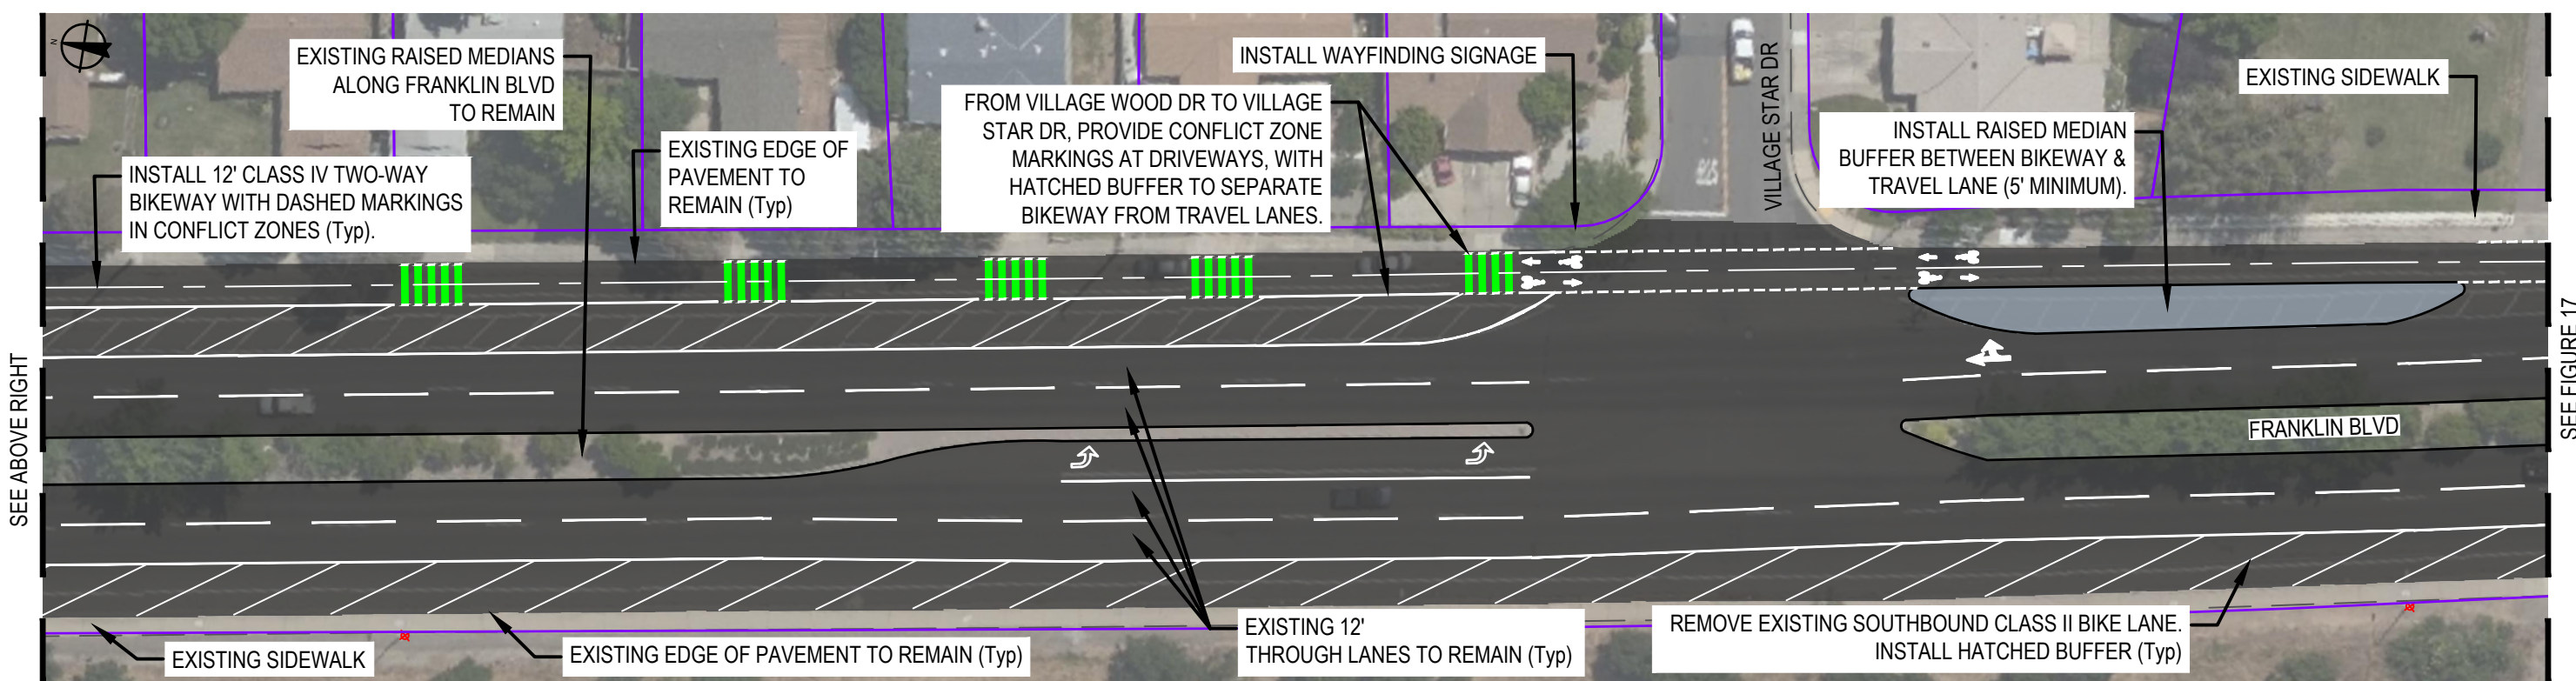 N
EXISTING RAISED MEDIANS
ALONG FRANKLIN BLVD
TO REMAIN
INSTALL 12' CLASS IV TWO-WAY
BIKEWAY WITH DASHED MARKINGS
IN CONFLICT ZONES (Typ).
EXISTING EDGE OF
PAVEMENT TO
REMAIN (Typ)
FROM VILLAGE WOOD DR TO VILLAGE
STAR DR, PROVIDE CONFLICT ZONE
MARKINGS AT DRIVEWAYS, WITH
HATCHED BUFFER TO SEPARATE
BIKEWAY FROM TRAVEL LANES.
INSTALL WAYFINDING SIGNAGE
VILLAGE STAR DR
INSTALL RAISED MEDIAN
BUFFER BETWEEN BIKEWAY &
TRAVEL LANE (5' MINIMUM).
EXISTING SIDEWALK
SEE ABOVE RIGHT
SEE FIGURE 17
FRANKLIN BLVD
EXISTING SIDEWALK
EXISTING EDGE OF PAVEMENT TO REMAIN (Typ)
EXISTING 12'
THROUGH LANES TO REMAIN (Typ)
REMOVE EXISTING SOUTHBOUND CLASS II BIKE LANE.
INSTALL HATCHED BUFFER (Typ)